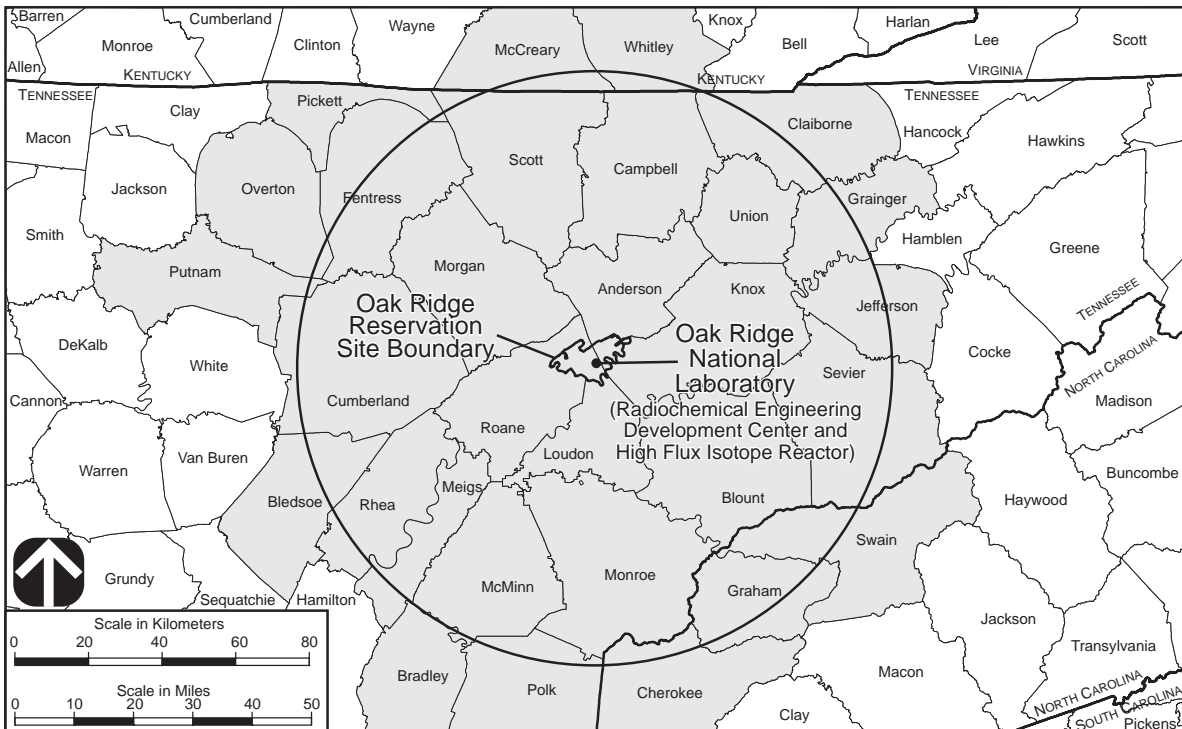 Barren
Cumberland
Wayne
Knox
Harlan
Monroe
Clinton
McCreary
Whitley
Bell
Lee
Scott
Allen
KENTUCKY
KENTUCKY
VIRGINIA
TENNESSEE
Clay
Pickett
Claiborne
TENNESSEE
Macon
Hancock
Hawkins
Scott
Campbell
Jackson
Overton
Fentress
Union
Grainger
Smith
Hamblen
Greene
Putnam
Morgan
Anderson
Knox
Jefferson
TENNESSEE
Oak Ridge
Reservation
Site Boundary
Oak Ridge
National
Laboratory
(Radiochemical Engineering
Development Center and
High Flux Isotope Reactor)
DeKalb
White
Cocke
NORTH CAROLINA
Sevier
Cannon
Cumberland
Madison
Roane
Loudon
Warren
Van Buren
Buncombe
Bledsoe
Rhea
Meigs
Blount
Haywood
Swain
Grundy
Sequatchie
Hamilton
McMinn
Monroe
Graham
Jackson
Transylvania
Bradley
Polk
Cherokee
Macon
Clay
NORTH CAROLINA
SOUTH CAROLINA
Pickens
Scale in Kilometers
0 20 40 60 80
Scale in Miles
0 10 20 30 40 50